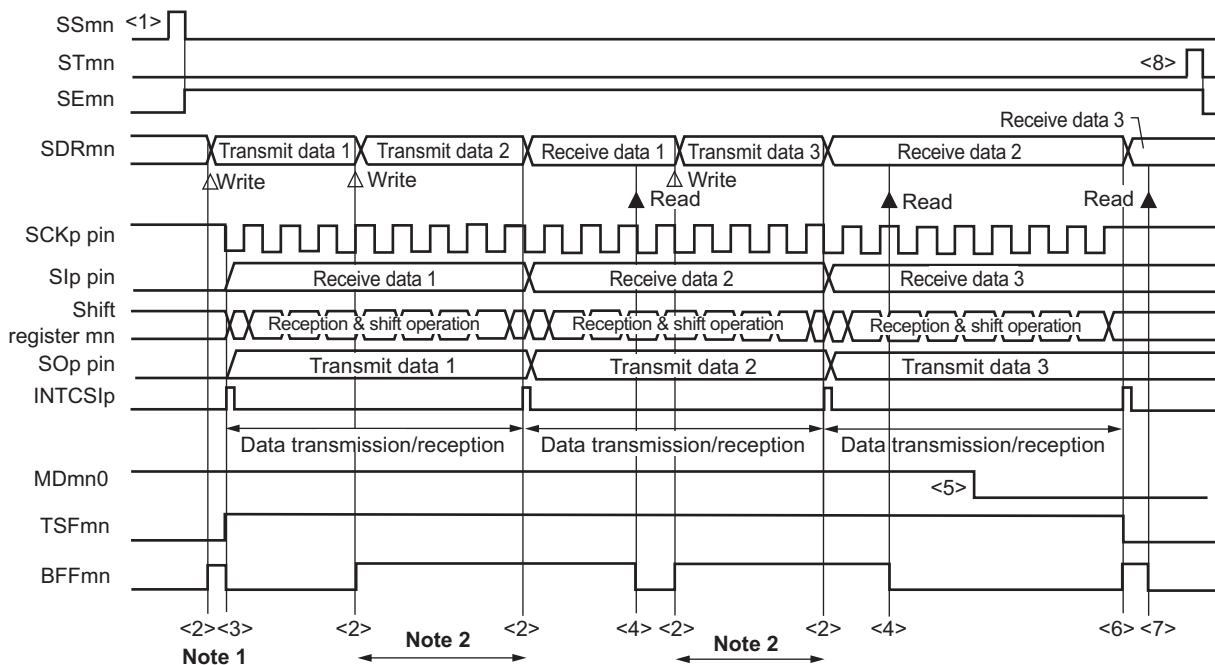 SSmn <1>
STmn <8>
SEmn
Receive data 3
SDRmn Transmit data 1 Transmit data 2 Receive data 1 Transmit data 3 Receive data 2
Write Write Read Write Read Read
SCKp pin
SIp pin Receive data 1 Receive data 2 Receive data 3
Shift
register mn Reception & shift operation Reception & shift operation Reception & shift operation
SOp pin Transmit data 1 Transmit data 2 Transmit data 3
INTCSIp
Data transmission/reception Data transmission/reception Data transmission/reception
MDmn0 <5>
TSFmn
BFFmn
<2> <3> <2> Note 2 <2> <4> <2> Note 2 <2> <4> <6> <7>
Note 1